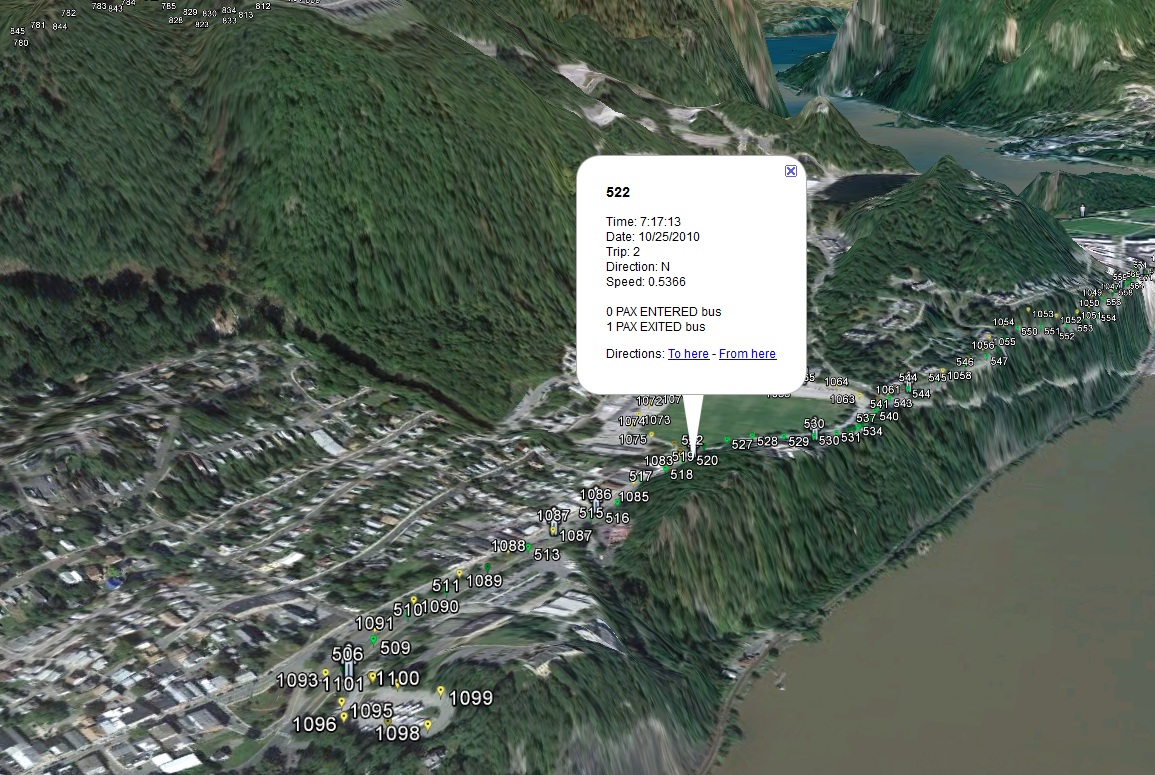 782
783 843 784
785
829 830 834
812
828 823 833 813
845 781 844
780
522
Time: 7:17:13
Date: 10/25/2010
Trip: 2
Direction: N
Speed: 0.5366
0 PAX ENTERED bus
1 PAX EXITED bus
Directions: To here - From here
1049 1047 558
1050
1053 1052 1051 554
1054 550 551 552 553
1056 1055
546 547
544 545 1058
1061 544
1064
1063 541 543
1074 1073
537 540
1075 522 527 528 529 530 530 531 534
1083 519 520
517 518
1086 1085
515 516
1087
1087
1088 513
511 1089
510 1090
1091
506 509
1093 1101 1100
1099
1096 1095
1098